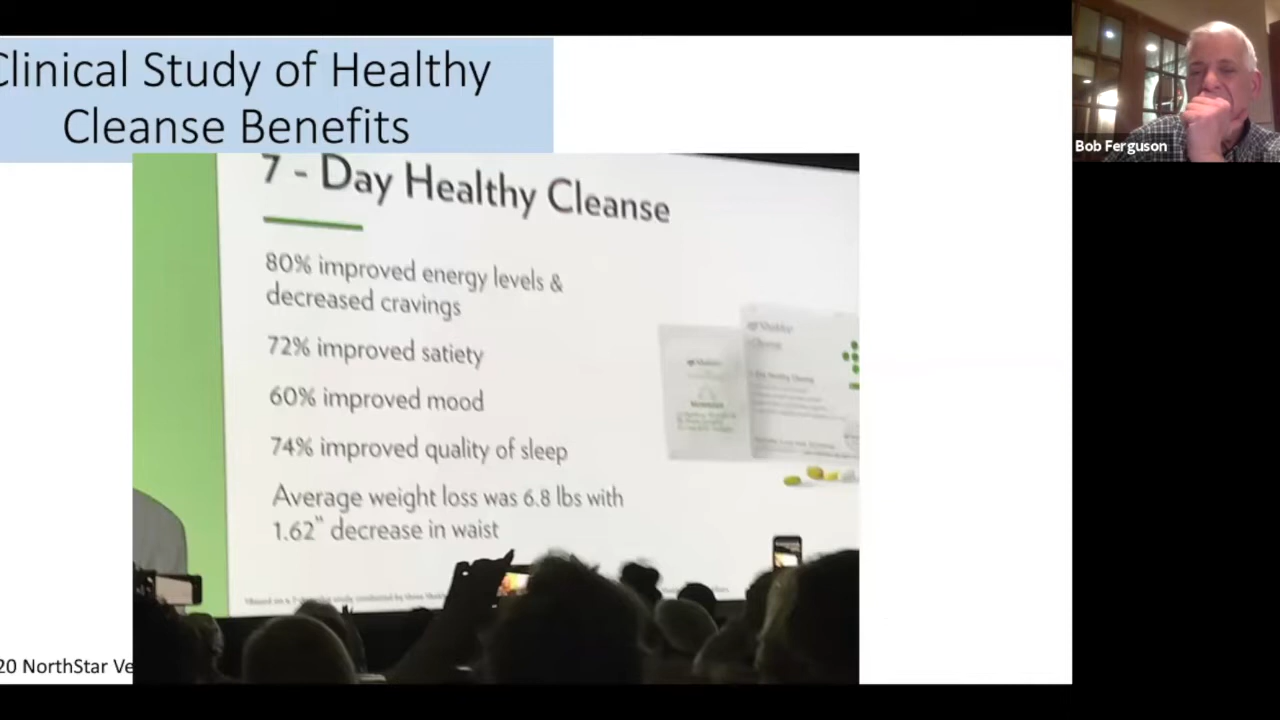 Clinical Study of Healthy
Cleanse Benefits
7 - Day Healthy Cleanse
80% improved energy levels &
decreased cravings
72% improved satiety
60% improved mood
74% improved quality of sleep
Average weight loss was 6.8 lbs with
1.62" decrease in waist
20 NorthStar Ve
Bob Ferguson